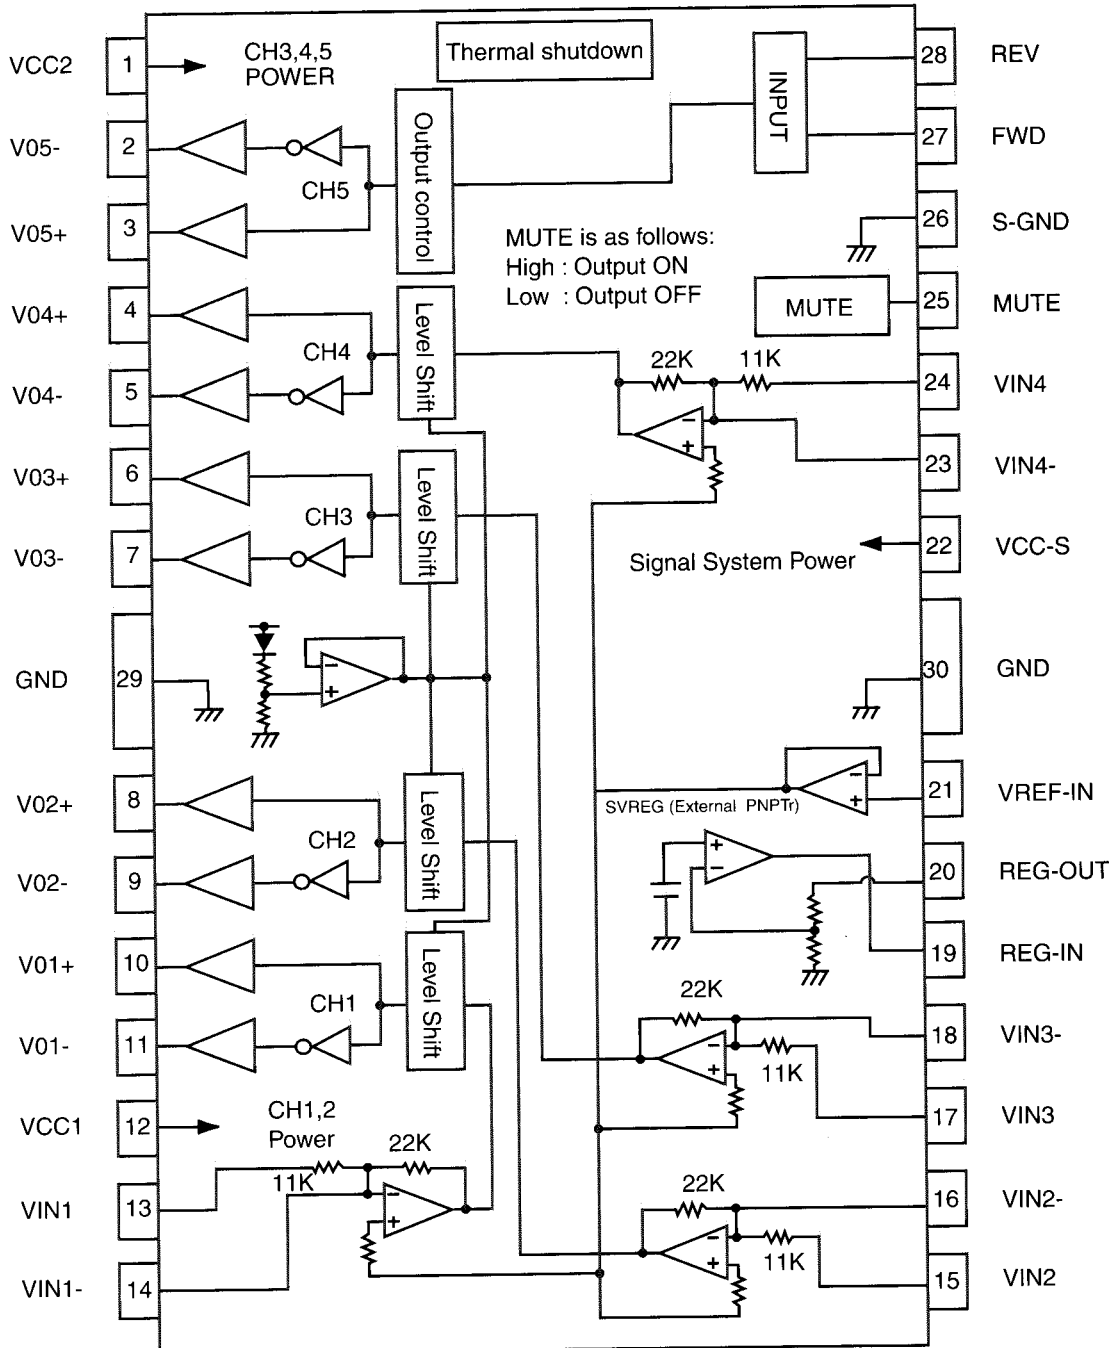 VCC2
1
CH3,4,5
POWER
Thermal shutdown
INPUT
28
REV
V05-
2
Output control
27
FWD
CH5
V05+
3
MUTE is as follows:
High : Output ON
Low : Output OFF
26
S-GND
V04+
4
Level Shift
MUTE
25
MUTE
CH4
22K
11K
V04-
5
24
VIN4
V03+
6
Level Shift
23
VIN4-
CH3
V03-
7
Signal System Power
22
VCC-S
GND
29
30
GND
V02+
8
Level Shift
SVREG (External PNPTr)
21
VREF-IN
CH2
V02-
9
20
REG-OUT
V01+
10
Level Shift
19
REG-IN
CH1
22K
V01-
11
18
VIN3-
11K
VCC1
12
CH1,2
Power
17
VIN3
22K
11K
VIN1
13
22K
16
VIN2-
11K
VIN1-
14
15
VIN2